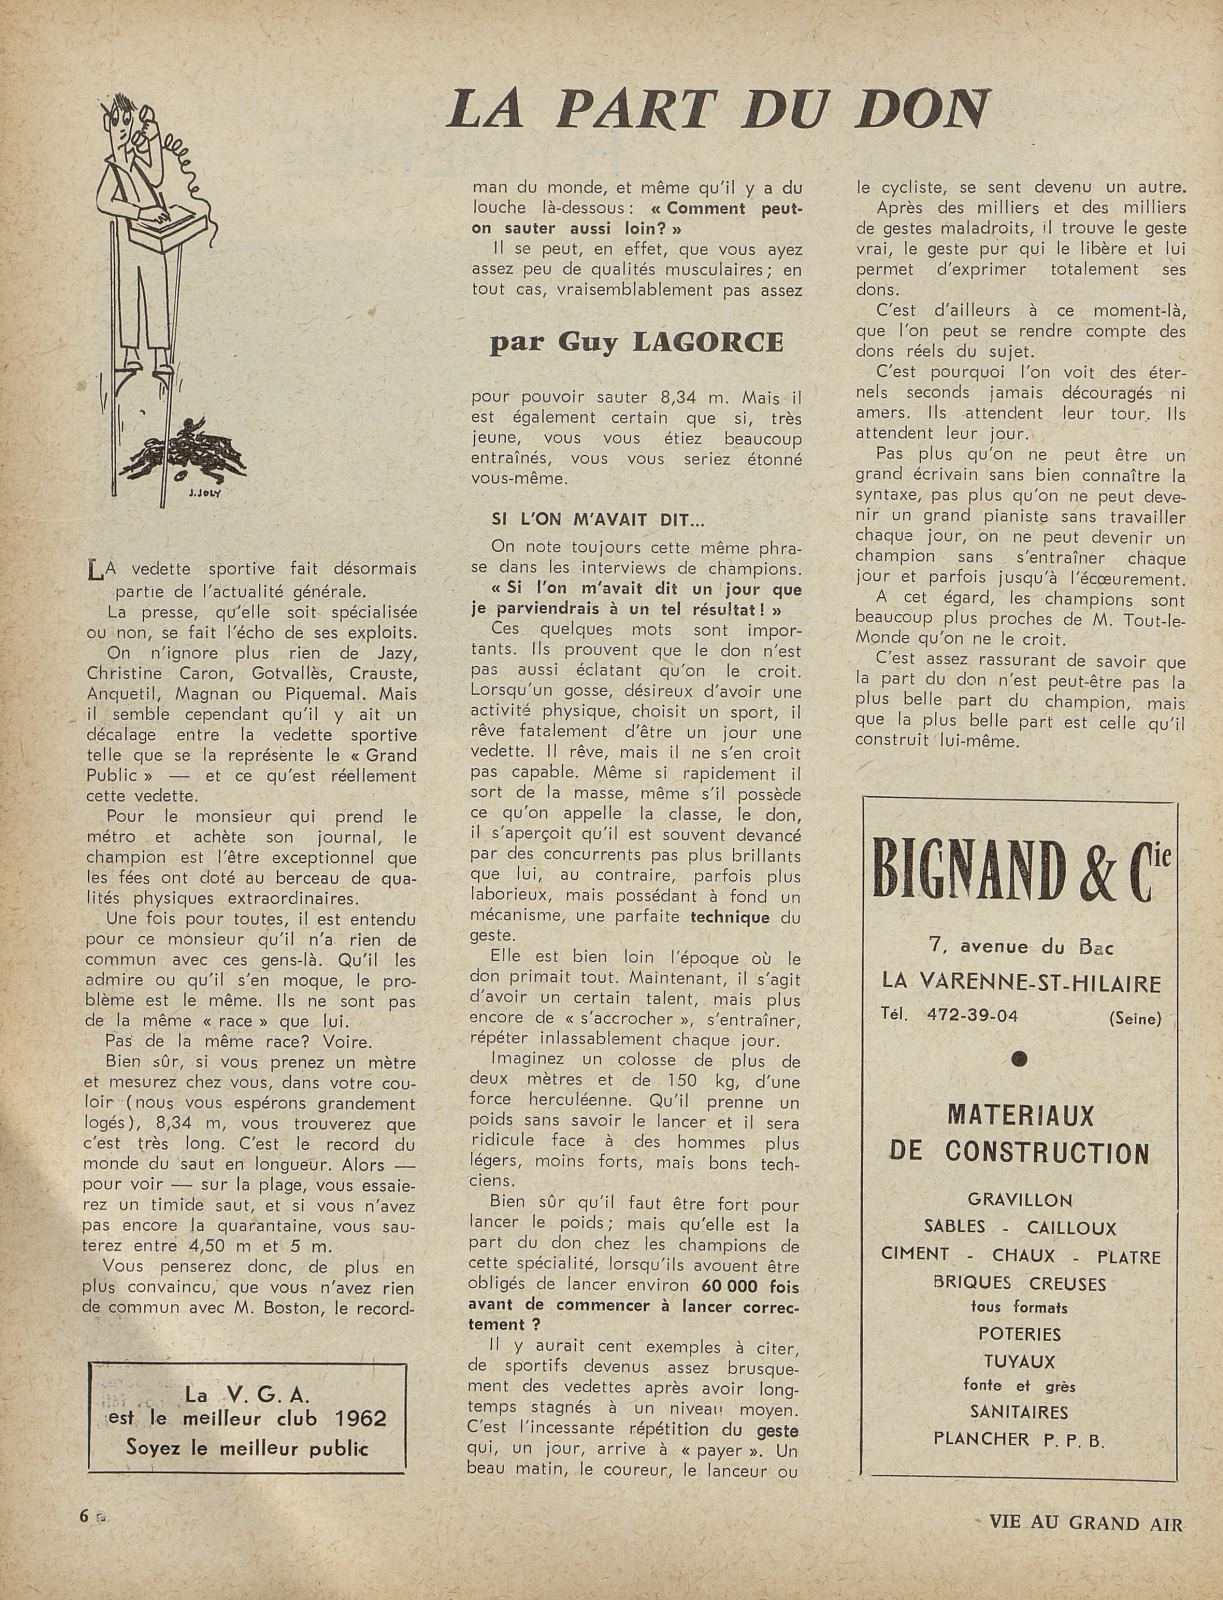 LA PART DU DON
J. JOLY
LA vedette sportive fait désormais
partie de l'actualité générale.
La presse, qu'elle soit spécialisée
ou non, se fait l'écho de ses exploits.
On n'ignore plus rien de Jazy,
Christine Caron, Gotvallès, Crauste,
Anquetil, Magnan ou Piquemal. Mais
il semble cependant qu'il y ait un
décalage entre la vedette sportive
telle que se la représente le « Grand
Public » — et ce qu'est réellement
cette vedette.
Pour le monsieur qui prend le
métro et achète son journal, le
champion est l'être exceptionnel que
les fées ont doté au berceau de qua-
lités physiques extraordinaires.
Une fois pour toutes, il est entendu
pour ce monsieur qu'il n'a rien de
commun avec ces gens-là. Qu'il les
admire ou qu'il s'en moque, le pro-
blème est le même. Ils ne sont pas
de la même « race » que lui.
Pas de la même race? Voire.
Bien sûr, si vous prenez un mètre
et mesurez chez vous, dans votre cou-
loir (nous vous espérons grandement
logés), 8,34 m, vous trouverez que
c'est très long. C'est le record du
monde du saut en longueur. Alors —
pour voir — sur la plage, vous essaie-
rez un timide saut, et si vous n'avez
pas encore la quarantaine, vous sau-
terez entre 4,50 m et 5 m.
Vous penserez donc, de plus en
plus convaincu, que vous n'avez rien
de commun avec M. Boston, le record-
La V. G. A.
est le meilleur club 1962
Soyez le meilleur public
man du monde, et même qu'il y a du
louche là-dessous : « Comment peut-
on sauter aussi loin? »
Il se peut, en effet, que vous ayez
assez peu de qualités musculaires ; en
tout cas, vraisemblablement pas assez
par Guy LAGORCE
pour pouvoir sauter 8,34 m. Mais il
est également certain que si, très
jeune, vous vous étiez beaucoup
entraînés, vous vous seriez étonné
vous-même.
SI L'ON M'AVAIT DIT...
On note toujours cette même phra-
se dans les interviews de champions.
« Si l'on m'avait dit un jour que
je parviendrais à un tel résultat ! »
Ces quelques mots sont impor-
tants. Ils prouvent que le don n'est
pas aussi éclatant qu'on le croit.
Lorsqu'un gosse, désireux d'avoir une
activité physique, choisit un sport, il
rêve fatalement d'être un jour une
vedette. Il rêve, mais il ne s'en croit
pas capable. Même si rapidement il
sort de la masse, même s'il possède
ce qu'on appelle la classe, le don,
il s'aperçoit qu'il est souvent devancé
par des concurrents pas plus brillants
que lui, au contraire, parfois plus
laborieux, mais possédant à fond un
mécanisme, une parfaite technique du
geste.
Elle est bien loin l'époque où le
don primait tout. Maintenant, il s'agit
d'avoir un certain talent, mais plus
encore de « s'accrocher », s'entraîner,
répéter inlassablement chaque jour.
Imaginez un colosse de plus de
deux mètres et de 150 kg, d'une
force herculéenne. Qu'il prenne un
poids sans savoir le lancer et il sera
ridicule face à des hommes plus
légers, moins forts, mais bons tech-
ciens.
Bien sûr qu'il faut être fort pour
lancer le poids ; mais qu'elle est la
part du don chez les champions de
cette spécialité, lorsqu'ils avouent être
obligés de lancer environ 60 000 fois
avant de commencer à lancer correc-
tement ?
Il y aurait cent exemples à citer,
de sportifs devenus assez brusque-
ment des vedettes après avoir long-
temps stagnés à un niveau moyen.
C'est l'incessante répétition du geste
qui, un jour, arrive à « payer ». Un
beau matin, le coureur, le lanceur ou
le cycliste, se sent devenu un autre.
Après des milliers et des milliers
de gestes maladroits, il trouve le geste
vrai, le geste pur qui le libère et lui
permet d'exprimer totalement ses
dons.
C'est d'ailleurs à ce moment-là,
que l'on peut se rendre compte des
dons réels du sujet.
C'est pourquoi l'on voit des éter-
nels seconds jamais découragés ni
amers. Ils attendent leur tour. Ils
attendent leur jour.
Pas plus qu'on ne peut être un
grand écrivain sans bien connaître la
syntaxe, pas plus qu'on ne peut deve-
nir un grand pianiste sans travailler
chaque jour, on ne peut devenir un
champion sans s'entraîner chaque
jour et parfois jusqu'à l'écœurement.
A cet égard, les champions sont
beaucoup plus proches de M. Tout-le-
Monde qu'on ne le croit.
C'est assez rassurant de savoir que
la part du don n'est peut-être pas la
plus belle part du champion, mais
que la plus belle part est celle qu'il
construit lui-même.
BIGNAND & Cie
7, avenue du Bac
LA VARENNE-ST-HILAIRE
Tél. 472-39-04 (Seine)
MATERIAUX
DE CONSTRUCTION
GRAVILLON
SABLES - CAILLOUX
CIMENT - CHAUX - PLATRE
BRIQUES CREUSES
tous formats
POTERIES
TUYAUX
fonte et grès
SANITAIRES
PLANCHER P. P. B.
6
VIE AU GRAND AIR